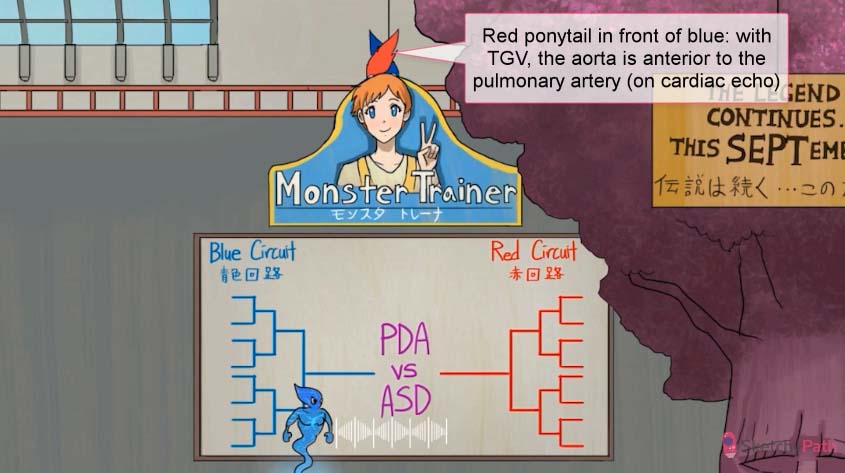 Red ponytail in front of blue: with
TGV, the aorta is anterior to the
pulmonary artery (on cardiac echo)
THE LEGEND
CONTINUES.
THIS SEPTEME
伝説は続く…この
Monster Trainer
モンスタ トレーナ
Blue Circuit
青色回路
Red Circuit
赤回路
PDA
vs
ASD
Sketchy Path